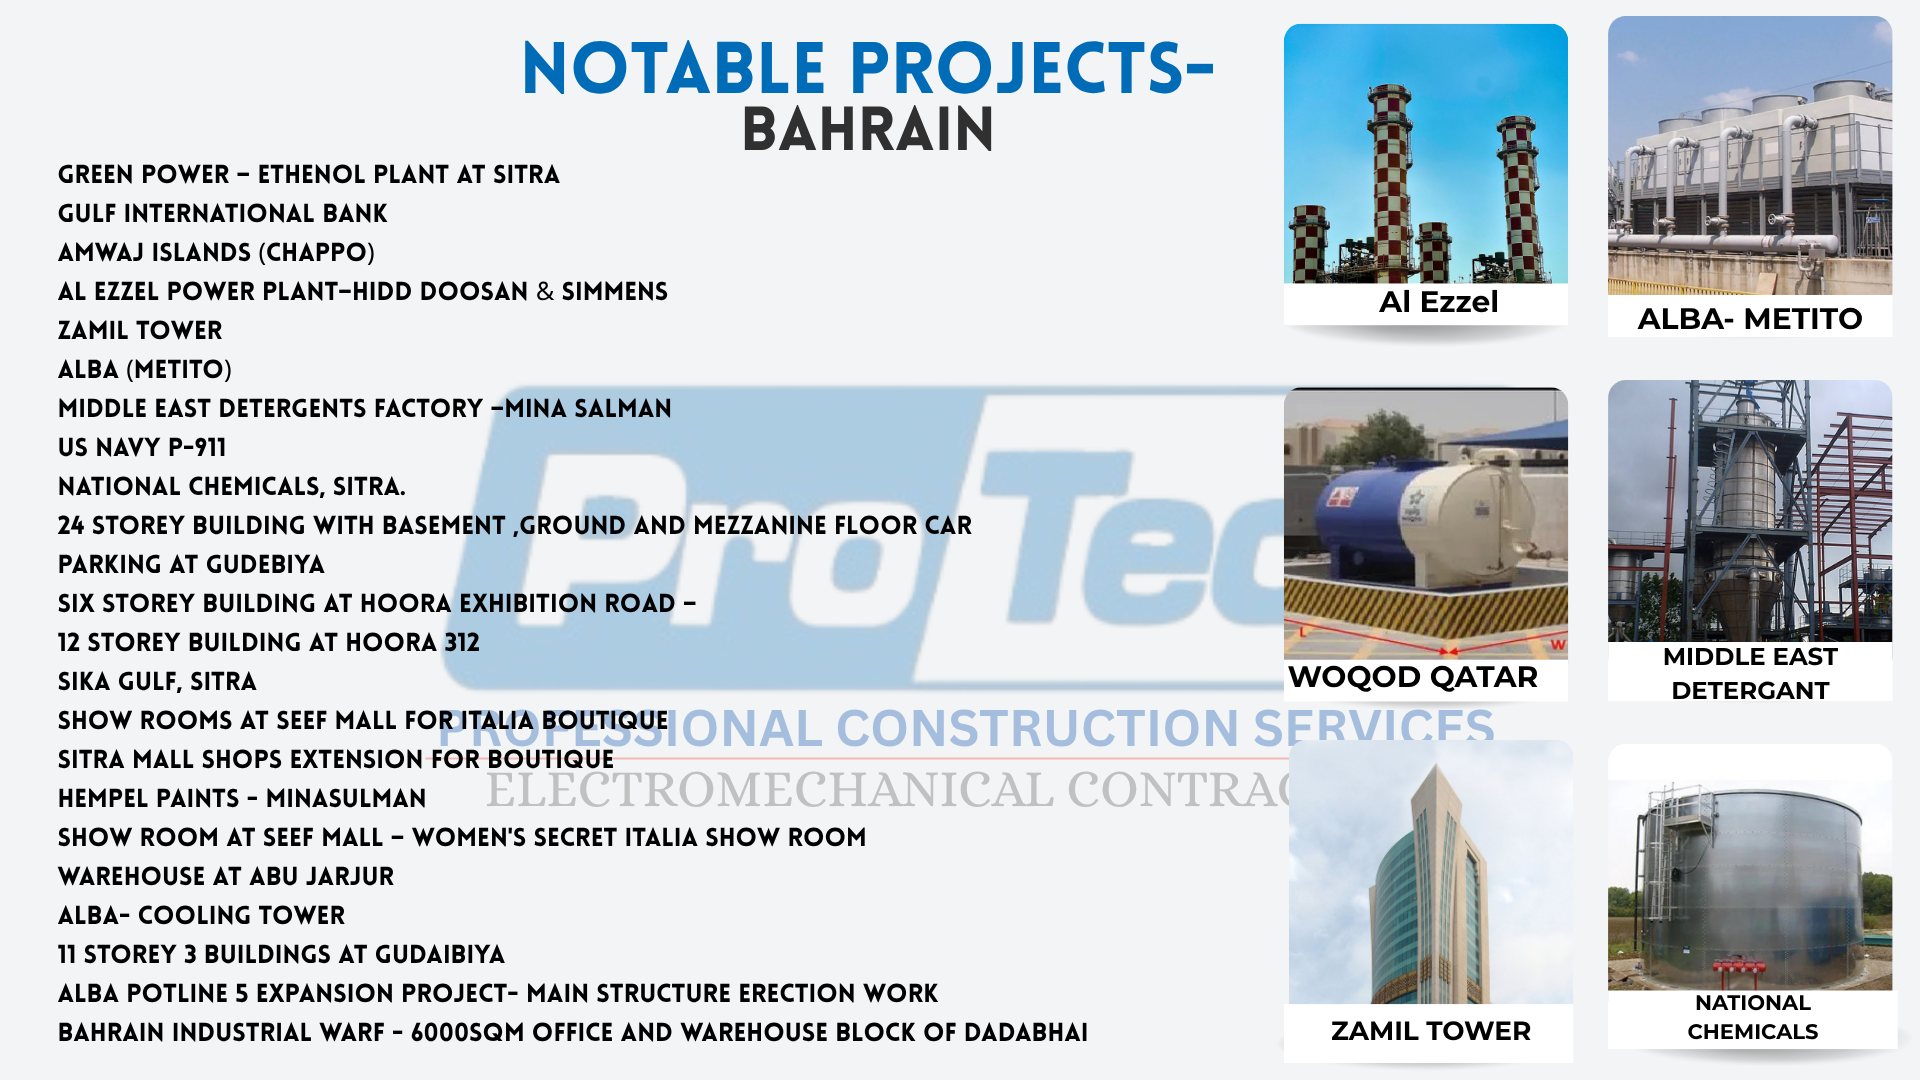 NOTABLE PROJECTS-
BAHRAIN
GREEN POWER – ETHENOL PLANT AT SITRA
GULF INTERNATIONAL BANK
AMWAJ ISLANDS (CHAPPO)
AL EZZEL POWER PLANT–HIDD DOOSAN & SIMMENS
ZAMIL TOWER
ALBA (METITO)
MIDDLE EAST DETERGENTS FACTORY –MINA SALMAN
US NAVY P-911
NATIONAL CHEMICALS, SITRA.
24 STOREY BUILDING WITH BASEMENT ,GROUND AND MEZZANINE FLOOR CAR
PARKING AT GUDEBIYA
SIX STOREY BUILDING AT HOORA EXHIBITION ROAD –
12 STOREY BUILDING AT HOORA 312
SIKA GULF, SITRA
SHOW ROOMS AT SEEF MALL FOR ITALIA BOUTIQUE
SITRA MALL SHOPS EXTENSION FOR BOUTIQUE
HEMPEL PAINTS - MINASULMAN
SHOW ROOM AT SEEF MALL – WOMEN'S SECRET ITALIA SHOW ROOM
WAREHOUSE AT ABU JARJUR
ALBA- COOLING TOWER
11 STOREY 3 BUILDINGS AT GUDAIBIYA
ALBA POTLINE 5 EXPANSION PROJECT- MAIN STRUCTURE ERECTION WORK
BAHRAIN INDUSTRIAL WARF - 6000SQM OFFICE AND WAREHOUSE BLOCK OF DADABHAI
ProTec
PROFESSIONAL CONSTRUCTION SERVICES
ELECTROMECHANICAL CONTRAC
Al Ezzel
ALBA- METITO
L
W
WOQOD QATAR
MIDDLE EAST
DETERGANT
ZAMIL TOWER
NATIONAL
CHEMICALS